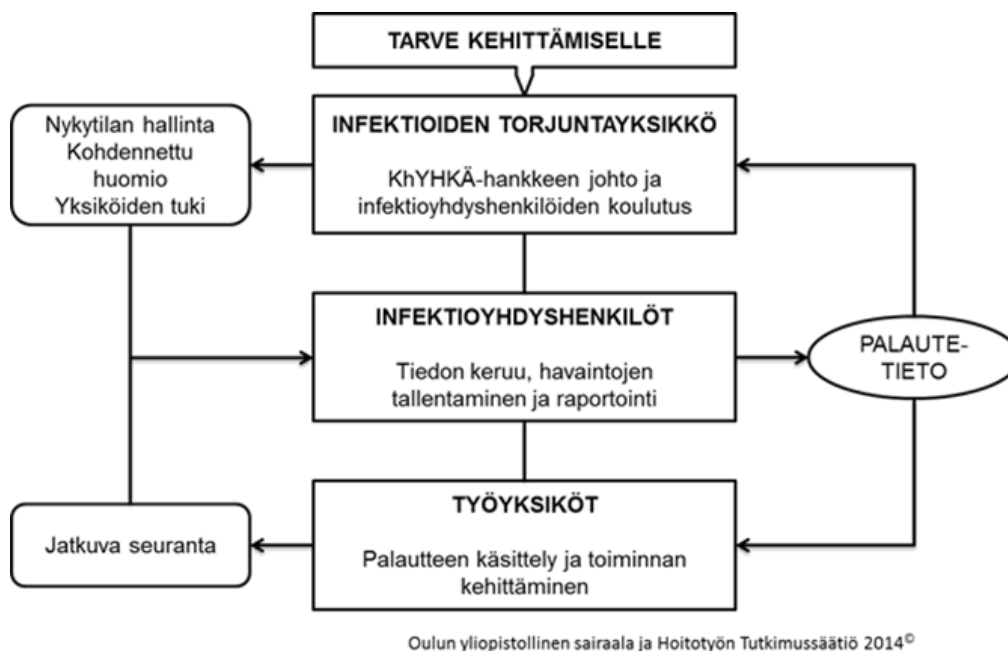 TARVE KEHITTÄMISELLE
INFEKTIOIDEN TORJUNTAYKSIKKÖ
KhYHKÄ-hankkeen johto ja
infektioyhdyshenkilöiden koulutus
Nykytilan hallinta
Kohdennettu
huomio
Yksiköiden tuki
INFEKTIOYHDYSHENKILÖT
Tiedon keruu, havaintojen
tallentaminen ja raportointi
PALAUTE-
TIETO
TYÖYKSIKÖT
Palautteen käsittely ja toiminnan
kehittäminen
Jatkuva seuranta
Oulun yliopistollinen sairaala ja Hoitotyön Tutkimussäätiö 2014©